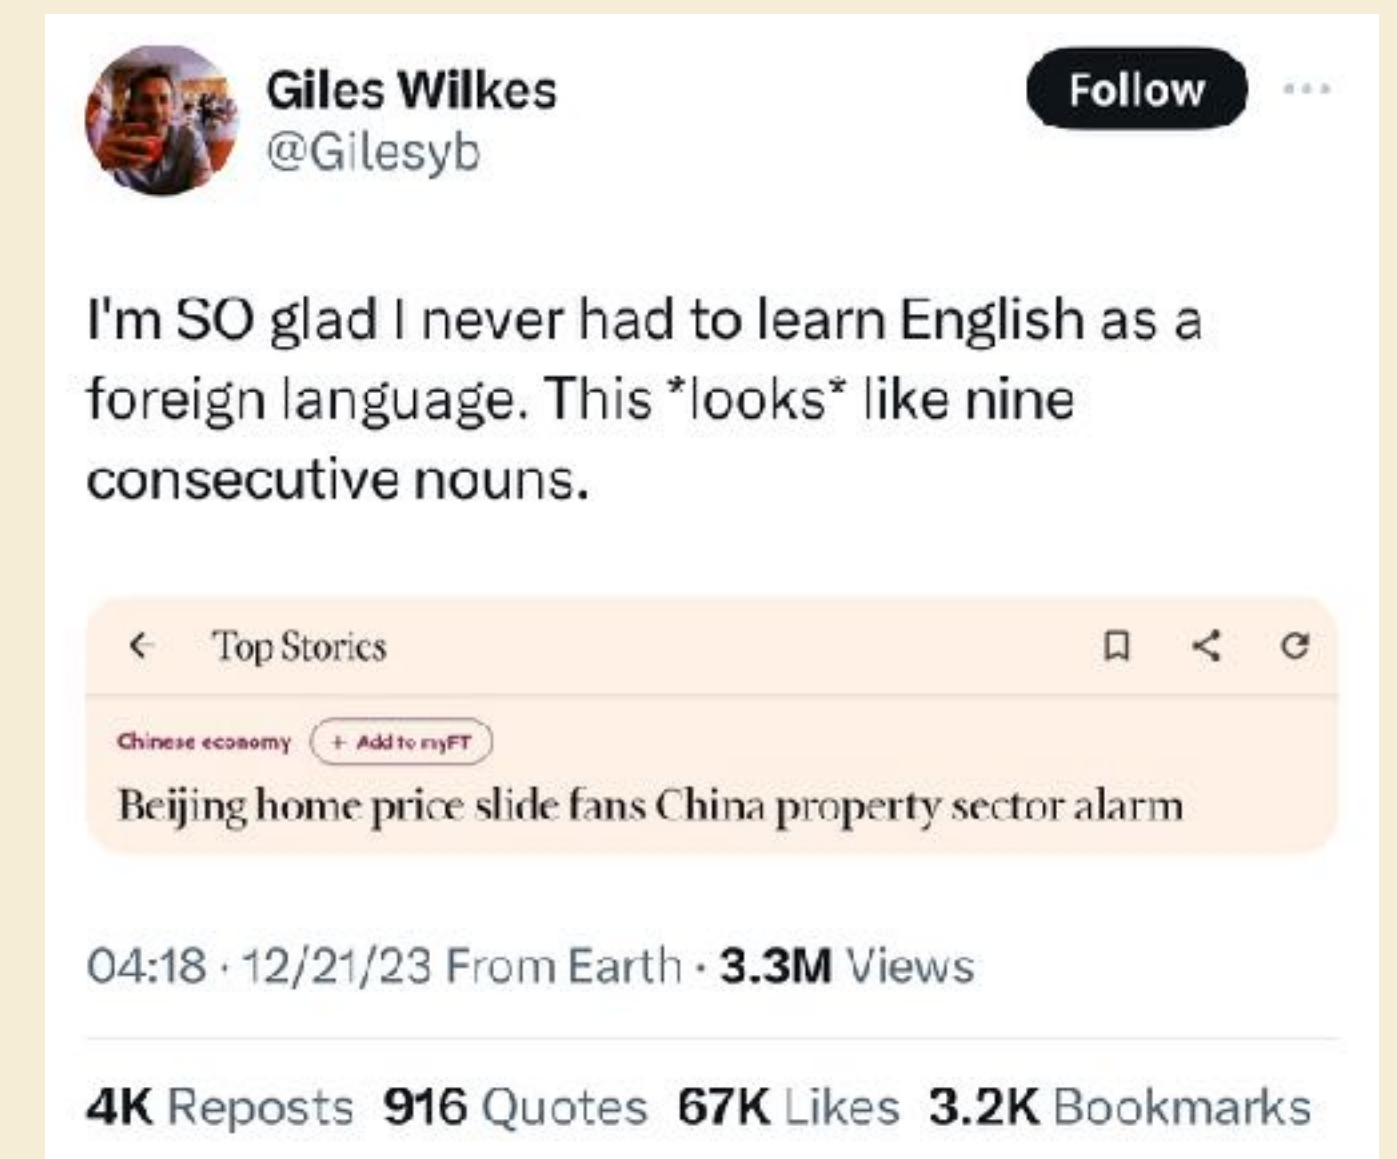 Giles Wilkes
Follow
@Gilesyb
I'm SO glad I never had to learn English as a
foreign language. This *looks* like nine
consecutive nouns.
Top Stories
Chinese economy + Add to myFT
Beijing home price slide fans China property sector alarm
04:18 · 12/21/23 From Earth · 3.3M Views
4K Reposts 916 Quotes 67K Likes 3.2K Bookmarks